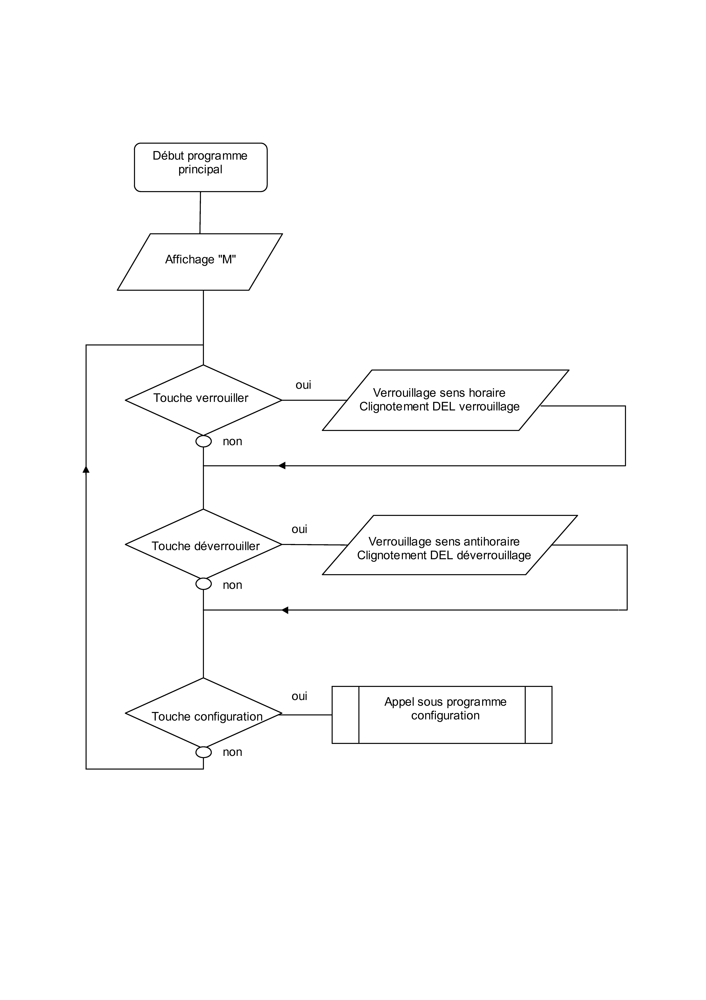 Début programme
principal
Affichage "M"
oui
Touche verrouiller
Verrouillage sens horaire
Clignotement DEL verrouillage
non
oui
Touche déverrouiller
Verrouillage sens antihoraire
Clignotement DEL déverrouillage
non
oui
Touche configuration
Appel sous programme
configuration
non